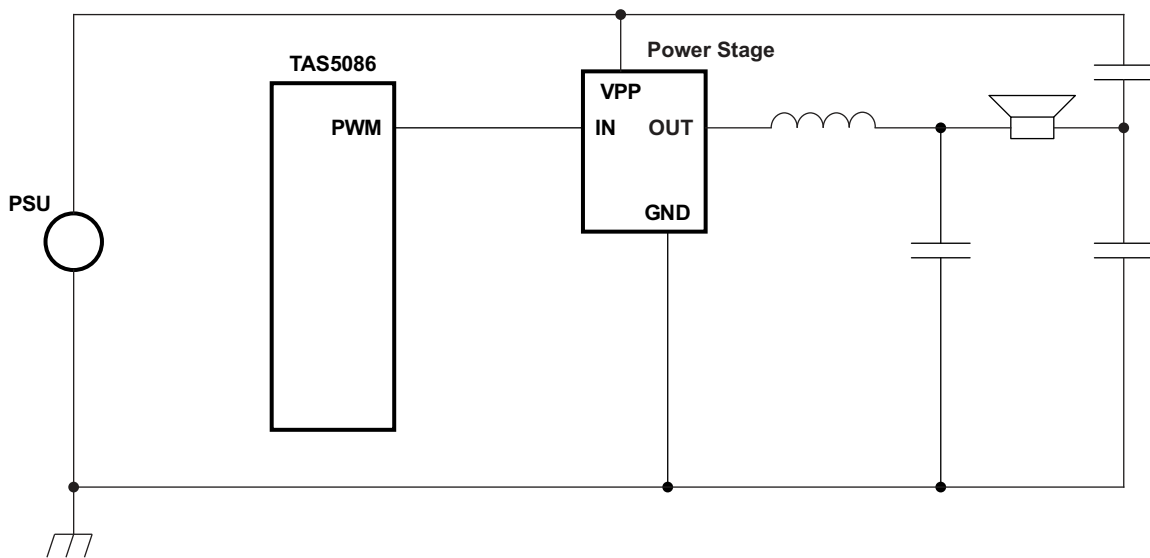 Power Stage
TAS5086
VPP
PWM
IN
OUT
PSU
GND